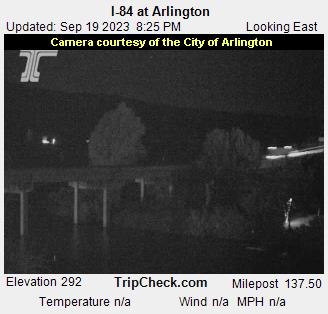 I-84 at Arlington
Updated: Sep 19 2023 8:25 PM Looking East
Camera courtesy of the City of Arlington
Elevation 292 TripCheck.com Milepost 137.50
Temperature n/a Wind n/a MPH n/a